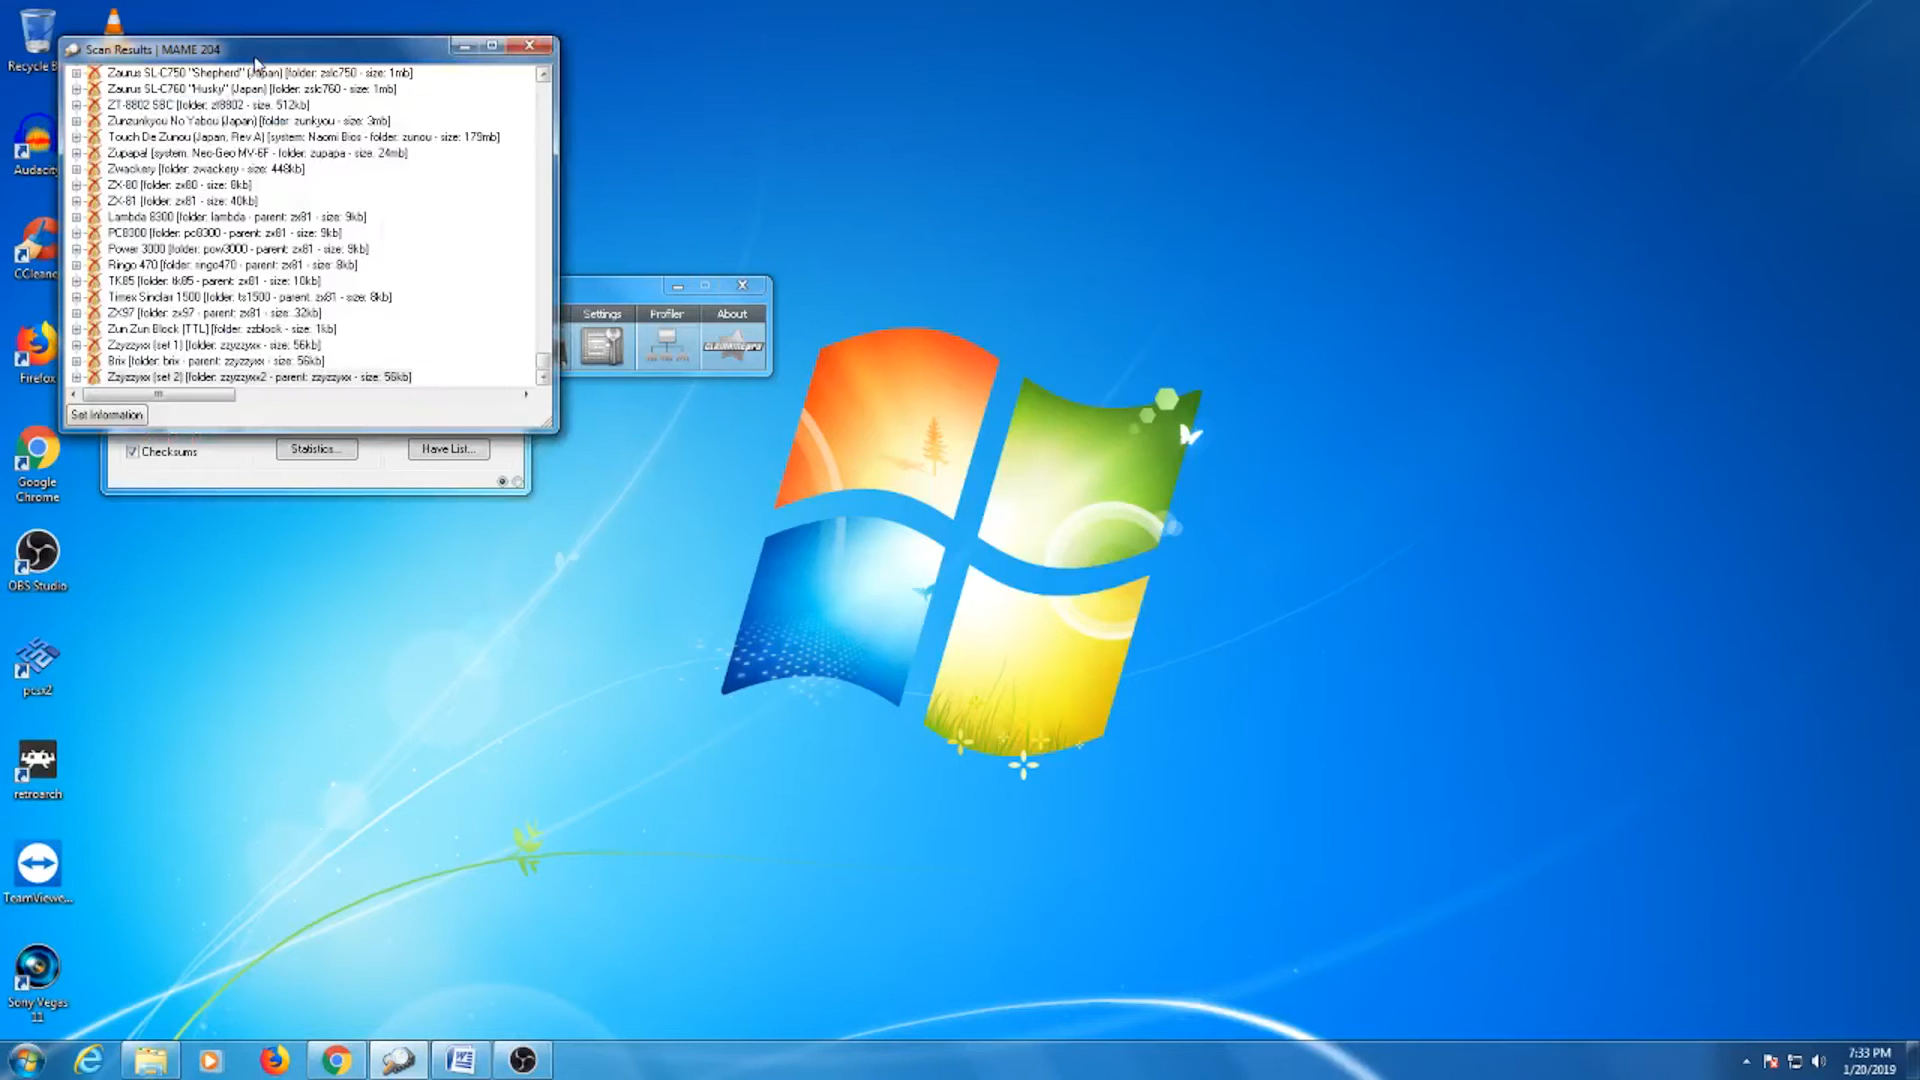 Recycle B
Scan Results | MAME 204
Zaurus SL-C750 "Shepherd" (Japan) [folder: zslc750 - size: 1mb]
Zaurus SL-C760 "Husky" (Japan) [folder: zslc760 - size: 1mb]
ZT-8802 SBC [folder: zt8802 - size: 512kb]
Zunzunkyou No Yabou (Japan) [folder: zunkyou - size: 3mb]
Touch De Zunou (Japan, Rev A) [system: Naomi Bios - folder: zunou - size: 179mb]
Zupapa! [system: Neo-Geo MV-6F - folder: zupapa - size: 24mb]
Zwackery [folder: zwackery - size: 448kb]
ZX-80 [folder: zx80 - size: 8kb]
ZX-81 [folder: zx81 - size: 40kb]
Lambda 8300 [folder: lambda - parent: zx81 - size: 9kb]
PC8300 [folder: pc8300 - parent: zx81 - size: 9kb]
Power 3000 [folder: pow3000 - parent: zx81 - size: 9kb]
Ringo 470 [folder: ringo470 - parent: zx81 - size: 8kb]
TK85 [folder: tk85 - parent: zx81 - size: 10kb]
Timex Sinclair 1500 [folder: ts1500 - parent: zx81 - size: 8kb]
ZX97 [folder: zx97 - parent: zx81 - size: 32kb]
Zun Zun Block [TTL] [folder: zzblock - size: 1kb]
Zzyzzyxx (set 1) [folder: zzyzzyxx - size: 56kb]
Brix [folder: brix - parent: zzyzzyxx - size: 56kb]
Zzyzzyxx (set 2) [folder: zzyzzyxx2 - parent: zzyzzyxx - size: 56kb]
Set Information
Settings
Profiler
About
Checksums
Statistics...
Have List...
Audacity
CCleane
Firefox
Google
Chrome
OBS Studio
pcsx2
retroarch
TeamViewe...
Sony Vegas
11
7:33 PM
1/20/2019